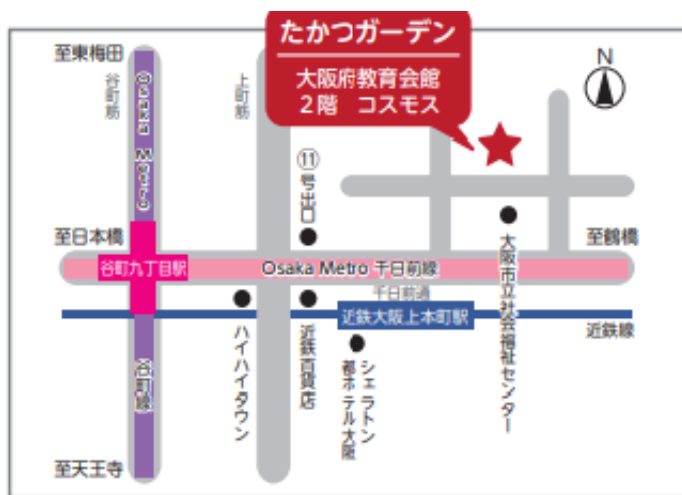 たかつガーデン
大阪府教育会館
2階 コスモス
至東梅田
谷町筋
Osaka Metro
上町筋
N
⑪号出口
至日本橋
谷町九丁目駅
Osaka Metro 千日前線
至鶴橋
千日前通
近鉄大阪上本町駅
近鉄線
大阪市立社会福祉センター
谷町線
ハイハイタウン
近鉄百貨店
シェラトン
都ホテル大阪
至天王寺